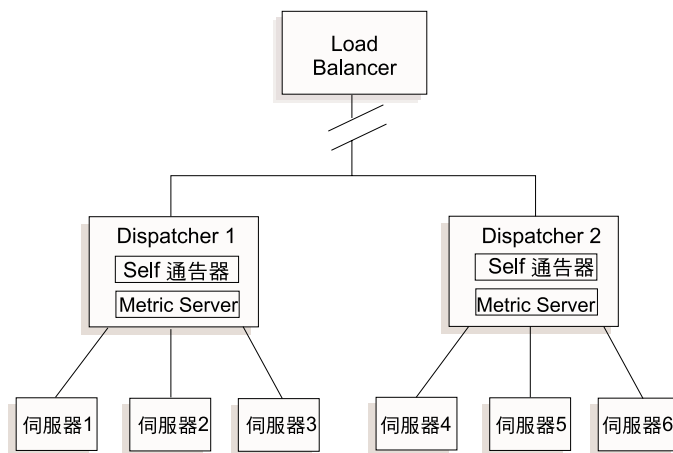 Load
Balancer
Dispatcher 1
Self 通告器
Metric Server
Dispatcher 2
Self 通告器
Metric Server
伺服器1
伺服器2
伺服器3
伺服器4
伺服器5
伺服器6